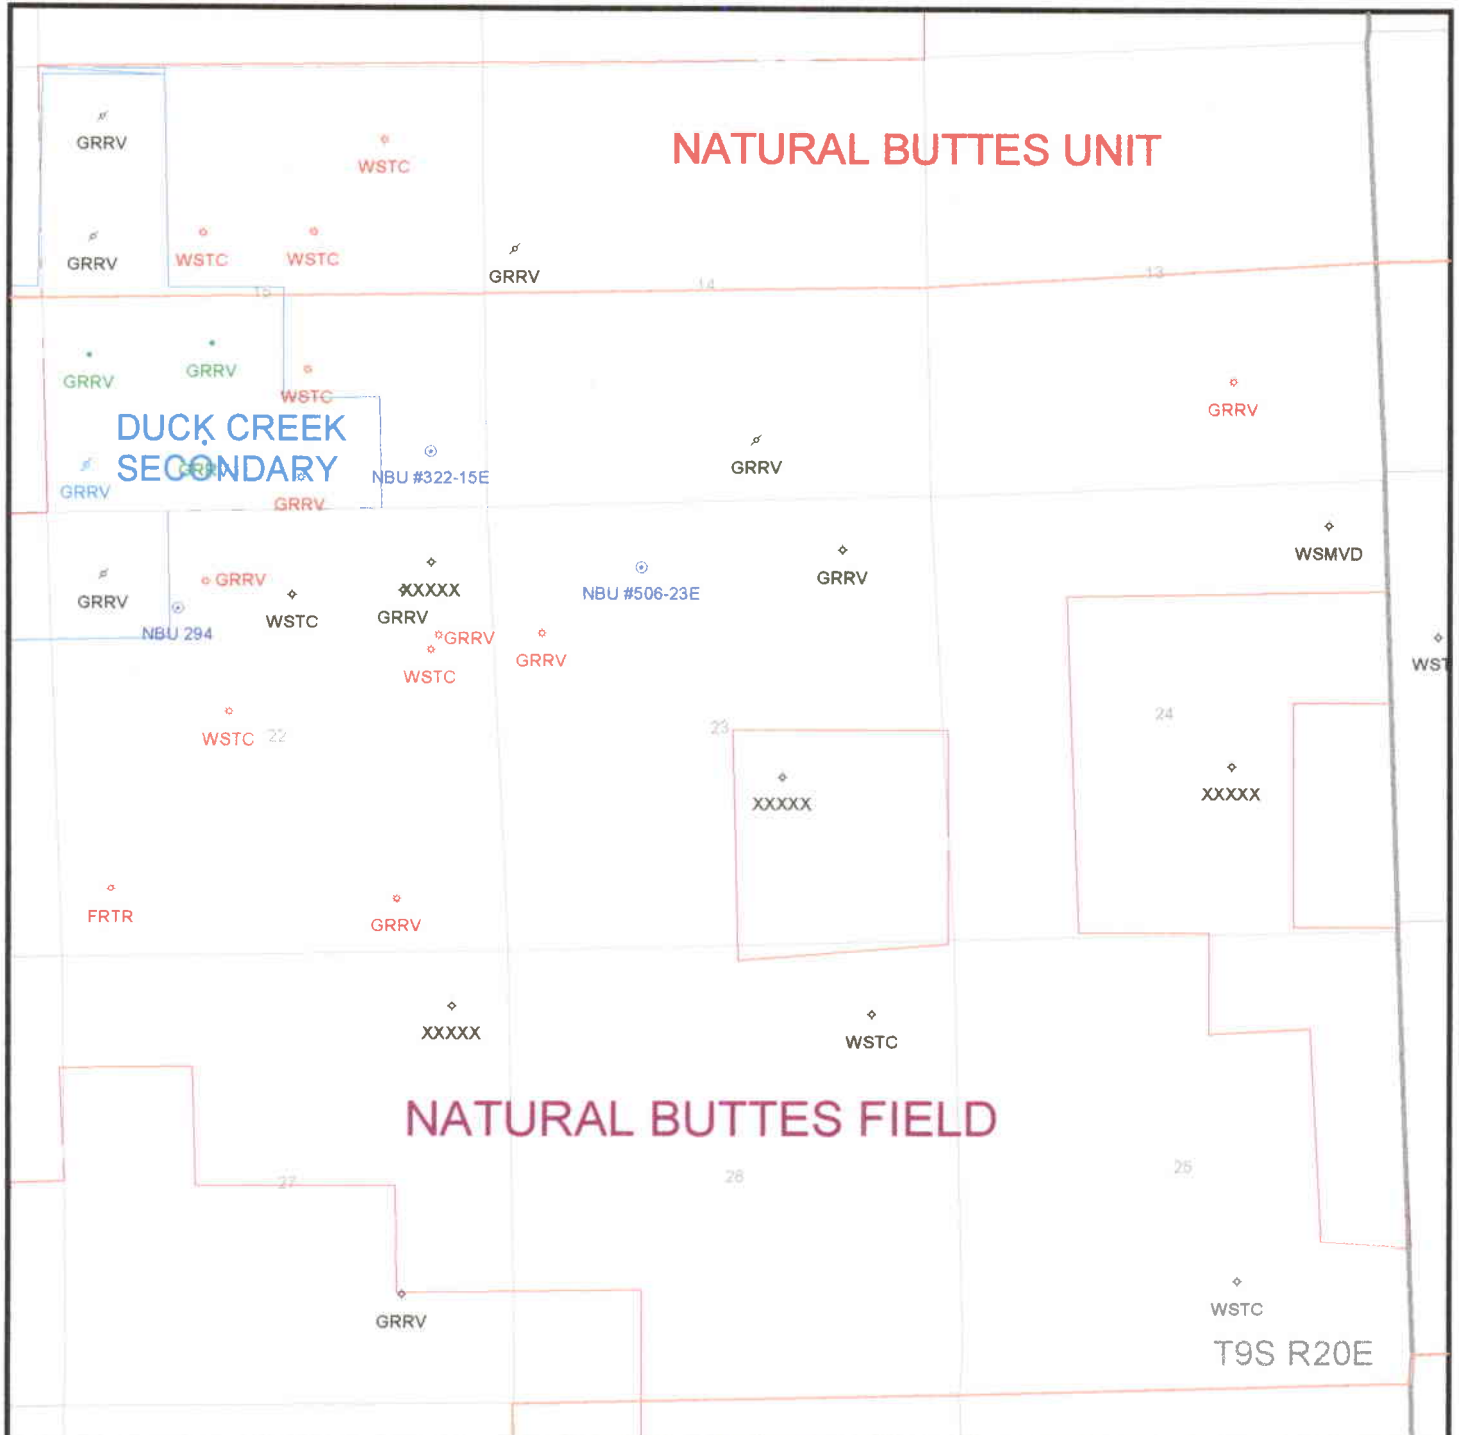 GRRV
WSTC
NATURAL BUTTES UNIT
GRRV
WSTC
WSTC
GRRV
15
14
13
GRRV
GRRV
WSTC
GRRV
DUCK CREEK
SECONDARY
GRRV
GRRV
GRRV
NBU #322-15E
GRRV
WSMVD
GRRV
GRRV
XXXXX
GRRV
GRRV
WSTC
GRRV
NBU #506-23E
NBU 294
GRRV
GRRV
WSTC
WST
WSTC
22
23
24
XXXXX
XXXXX
FRTR
GRRV
XXXXX
WSTC
NATURAL BUTTES FIELD
27
26
25
GRRV
WSTC
T9S R20E